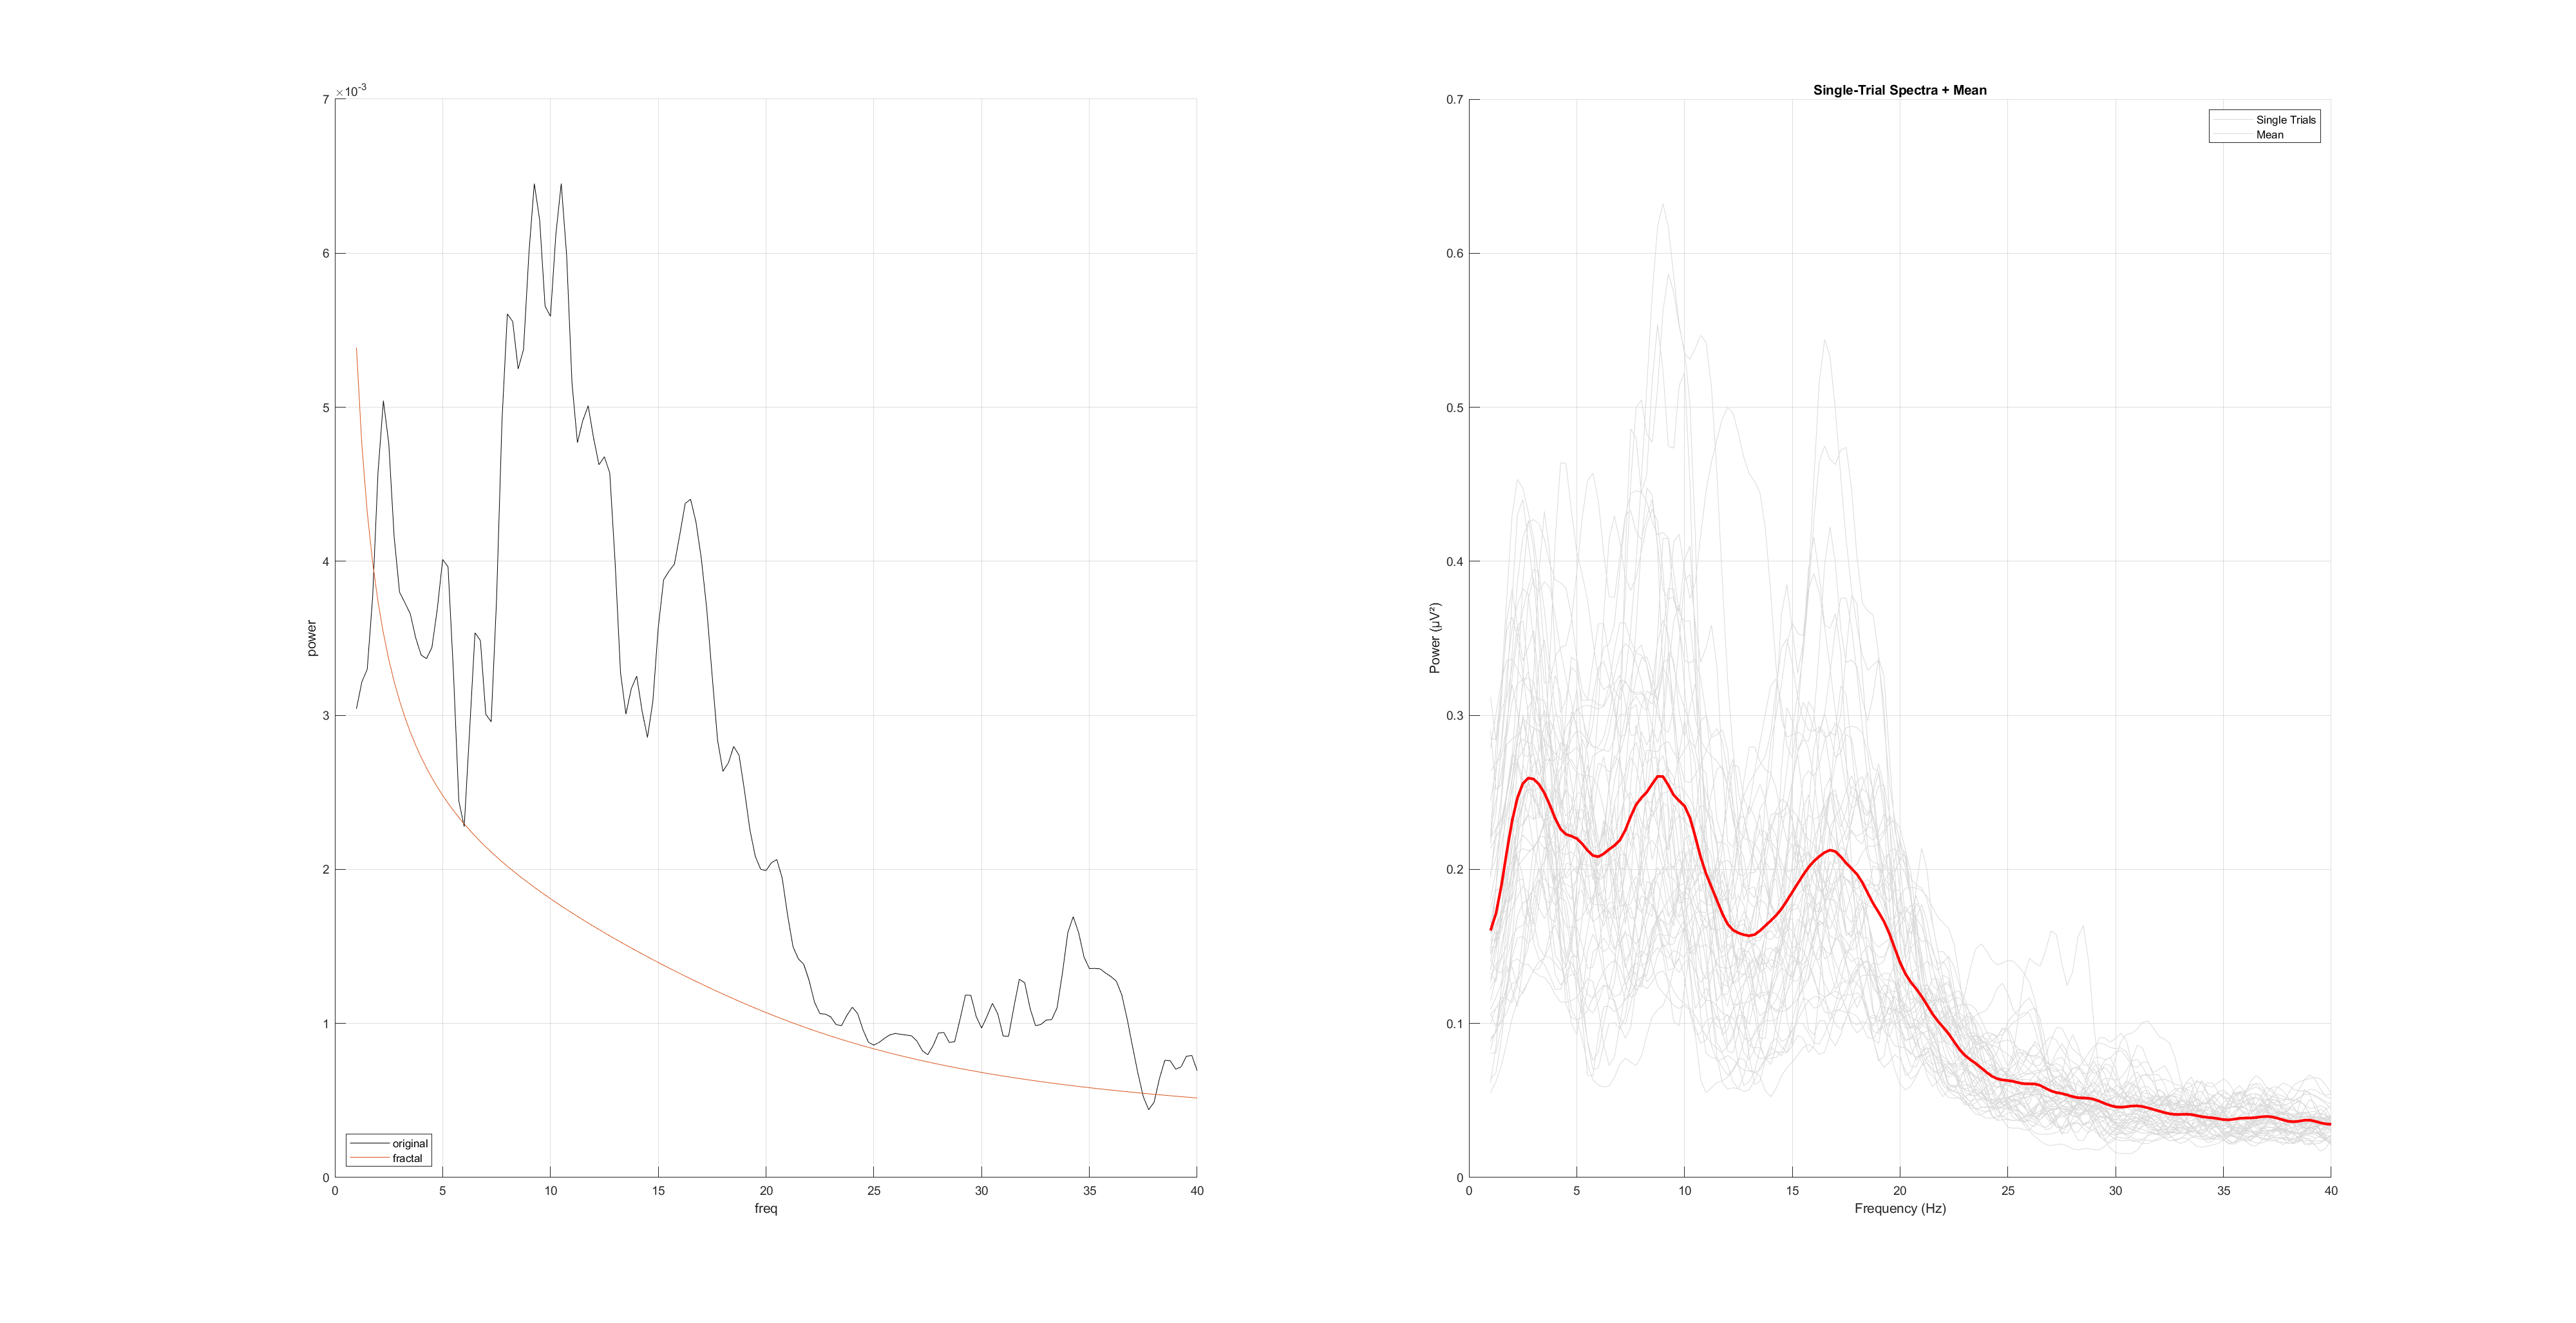 ×10-3
7
6
5
4
3
2
1
0
power
original
fractal
0 5 10 15 20 25 30 35 40
freq
Single-Trial Spectra + Mean
0.7
0.6
0.5
0.4
0.3
0.2
0.1
0
Power (µV²)
Single Trials
Mean
0 5 10 15 20 25 30 35 40
Frequency (Hz)